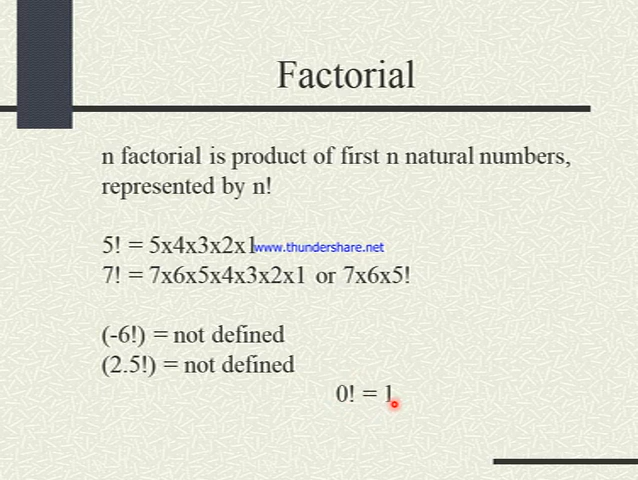 Factorial
n factorial is product of first n natural numbers,
represented by n!
5! = 5x4x3x2x1 www.thundershare.net
7! = 7x6x5x4x3x2x1 or 7x6x5!
(-6!) = not defined
(2.5!) = not defined
0! = 1